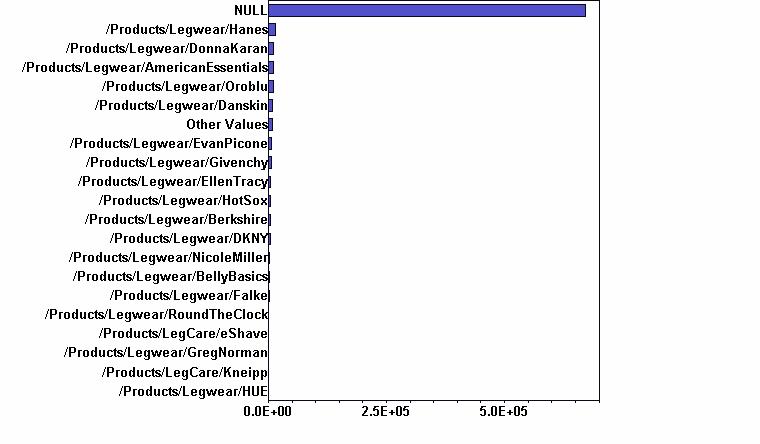 NULL
/Products/Legwear/Hanes
/Products/Legwear/DonnaKaran
/Products/Legwear/AmericanEssentials
/Products/Legwear/Oroblu
/Products/Legwear/Danskin
Other Values
/Products/Legwear/EvanPicone
/Products/Legwear/Givenchy
/Products/Legwear/EllenTracy
/Products/Legwear/HotSox
/Products/Legwear/Berkshire
/Products/Legwear/DKNY
/Products/Legwear/NicoleMiller
/Products/Legwear/BellyBasics
/Products/Legwear/Falke
/Products/Legwear/RoundTheClock
/Products/LegCare/eShave
/Products/Legwear/GregNorman
/Products/LegCare/Kneipp
/Products/Legwear/HUE
0.0E+00 2.5E+05 5.0E+05